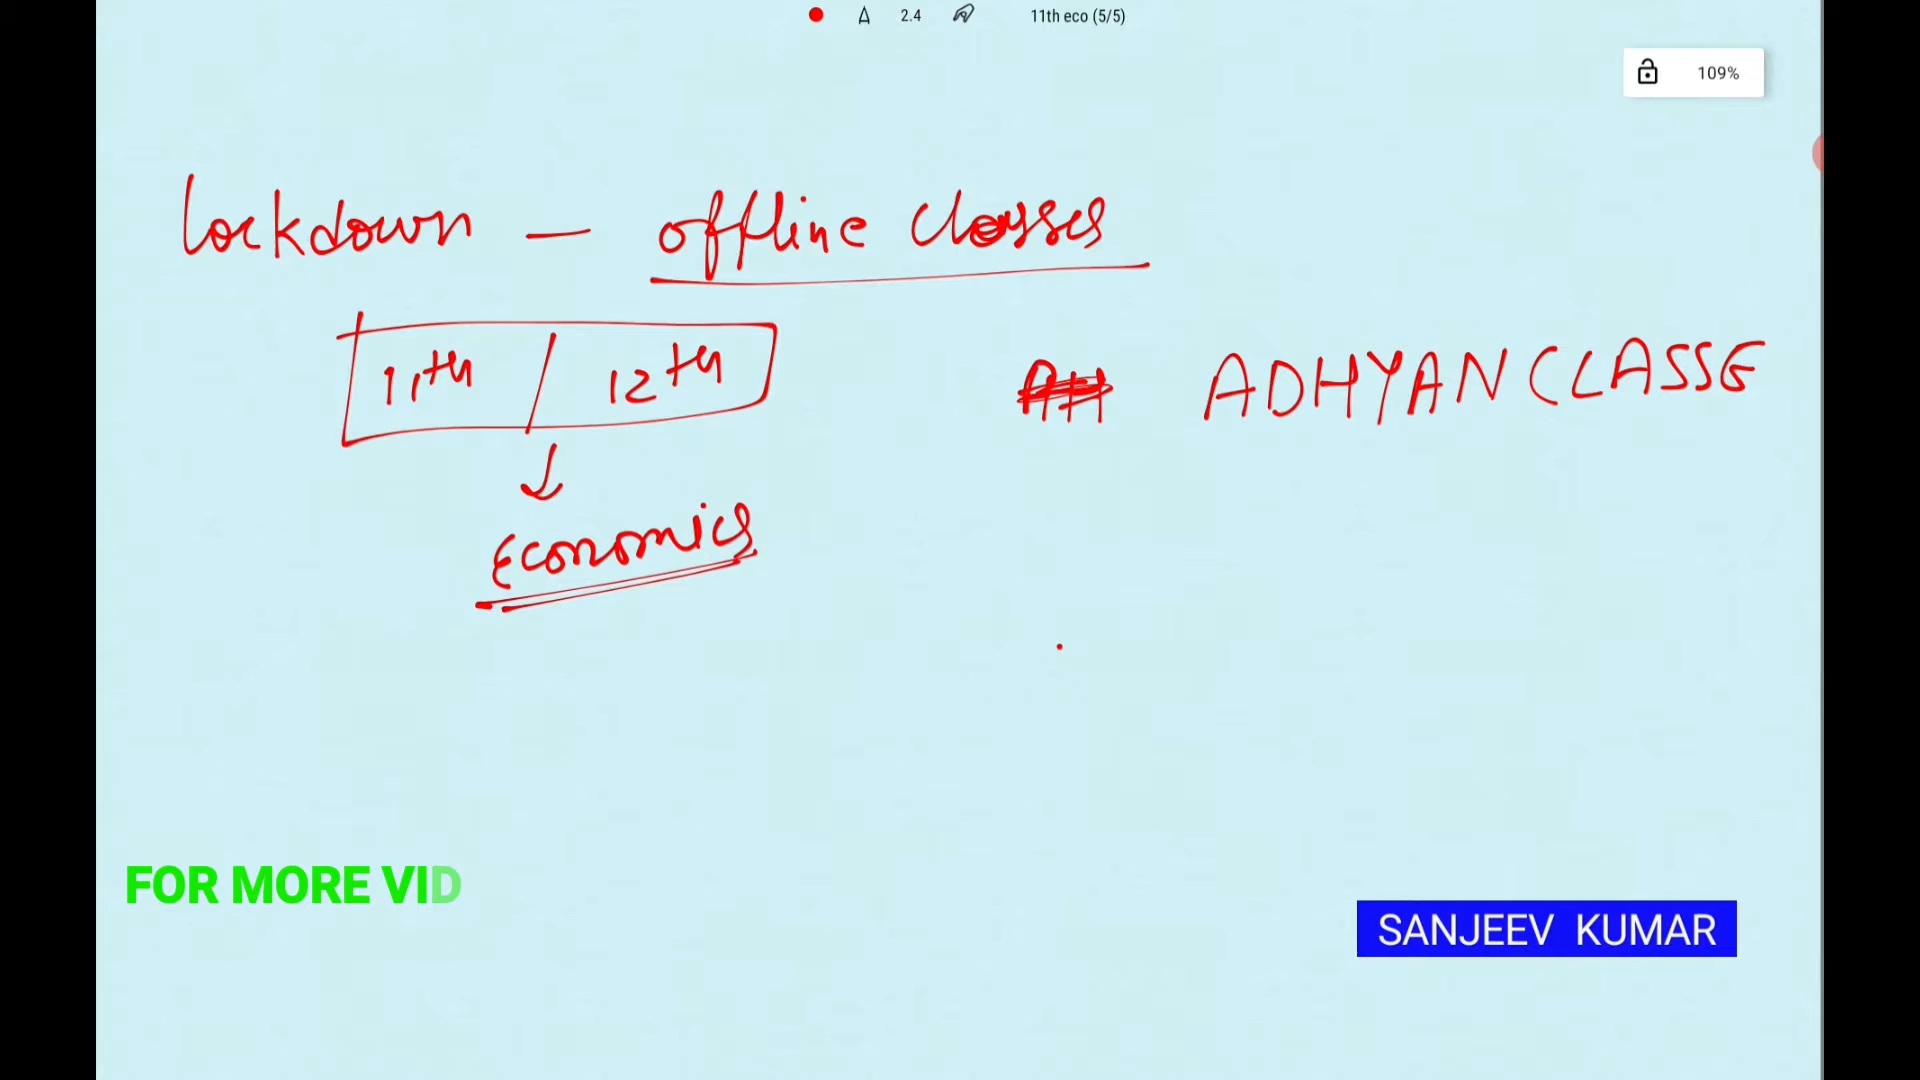 2.4 11th eco (5/5)
109%
Lockdown — offline classes
11th / 12th
ADHYAN CLASSE
Economics
FOR MORE VID
SANJEEV KUMAR